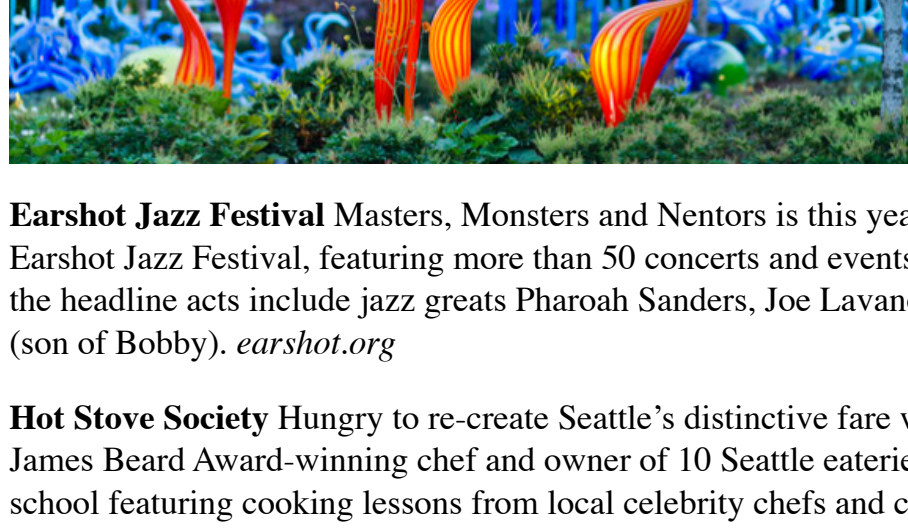 Earshot Jazz Festival Masters, Monsters and Nentors is this yea
Earshot Jazz Festival, featuring more than 50 concerts and events
the headline acts include jazz greats Pharoah Sanders, Joe Lavano
(son of Bobby). earshot.org
Hot Stove Society Hungry to re-create Seattle’s distinctive fare w
James Beard Award-winning chef and owner of 10 Seattle eaterie
school featuring cooking lessons from local celebrity chefs and c